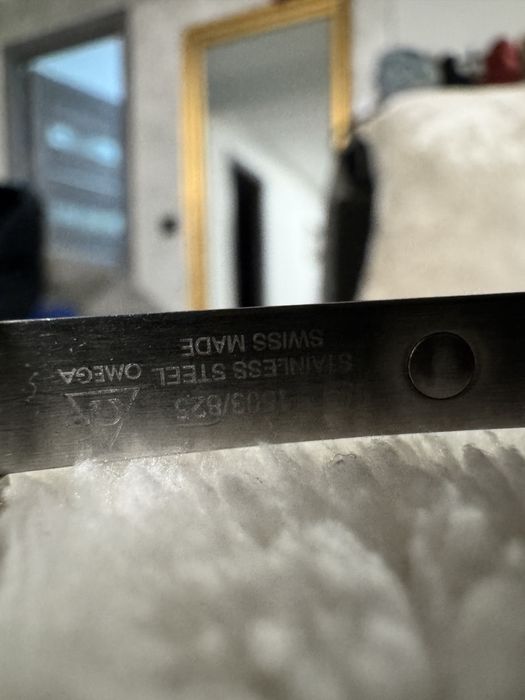 1503/825 Ω
STAINLESS STEEL OMEGA
SWISS MADE